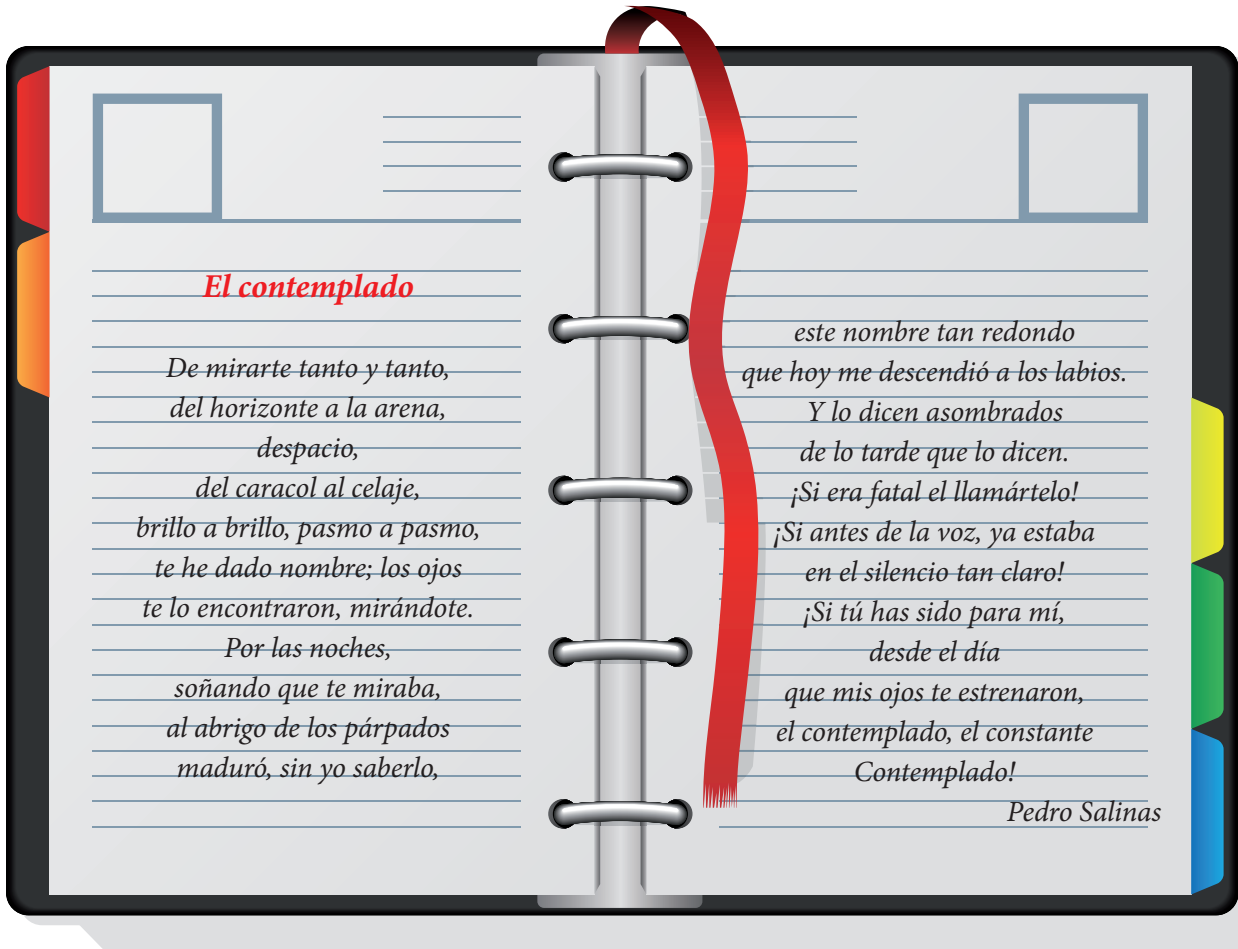 El contemplado
De mirarte tanto y tanto,
del horizonte a la arena,
despacio,
del caracol al celaje,
brillo a brillo, pasmo a pasmo,
te he dado nombre; los ojos
te lo encontraron, mirándote.
Por las noches,
soñando que te miraba,
al abrigo de los párpados
maduró, sin yo saberlo,
este nombre tan redondo
que hoy me descendió a los labios.
Y lo dicen asombrados
de lo tarde que lo dicen.
¡Si era fatal el llamártelo!
¡Si antes de la voz, ya estaba
en el silencio tan claro!
¡Si tú has sido para mí,
desde el día
que mis ojos te estrenaron,
el contemplado, el constante
Contemplado!
Pedro Salinas